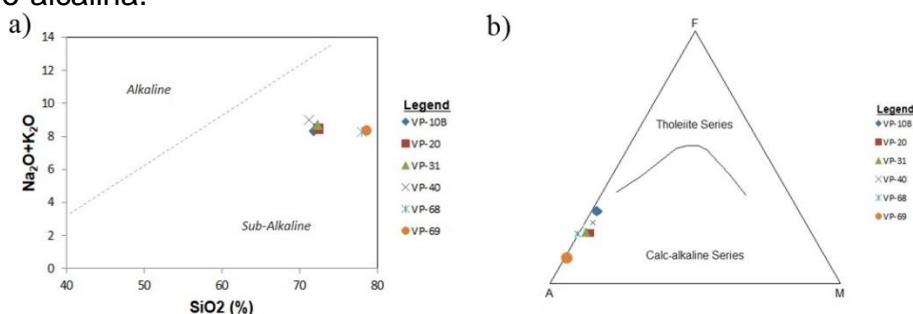 a)
14
12
10
8
6
4
2
0
Na₂O+K₂O
Alkaline
Sub-Alkaline
40 50 60 70 80
SiO2 (%)
Legend
VP-10B
VP-20
VP-31
VP-40
VP-68
VP-69
b)
F
Tholeiite Series
Calc-alkaline Series
A
M
Legend
VP-10B
VP-20
VP-31
VP-40
VP-68
VP-69